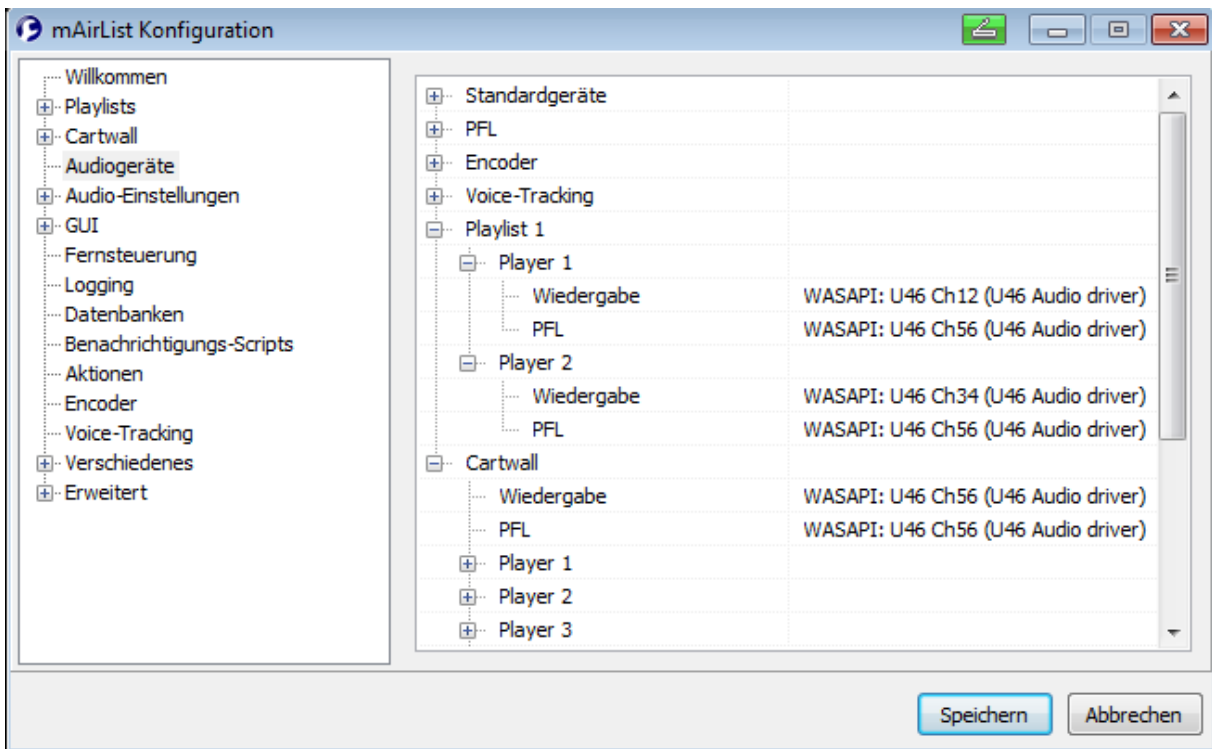 mAirList Konfiguration
Willkommen
Playlists
Cartwall
Audiogeräte
Audio-Einstellungen
GUI
Fernsteuerung
Logging
Datenbanken
Benachrichtigungs-Scripts
Aktionen
Encoder
Voice-Tracking
Verschiedenes
Erweitert
Standardgeräte
PFL
Encoder
Voice-Tracking
Playlist 1
Player 1
Wiedergabe WASAPI: U46 Ch12 (U46 Audio driver)
PFL WASAPI: U46 Ch56 (U46 Audio driver)
Player 2
Wiedergabe WASAPI: U46 Ch34 (U46 Audio driver)
PFL WASAPI: U46 Ch56 (U46 Audio driver)
Cartwall
Wiedergabe WASAPI: U46 Ch56 (U46 Audio driver)
PFL WASAPI: U46 Ch56 (U46 Audio driver)
Player 1
Player 2
Player 3
Speichern Abbrechen